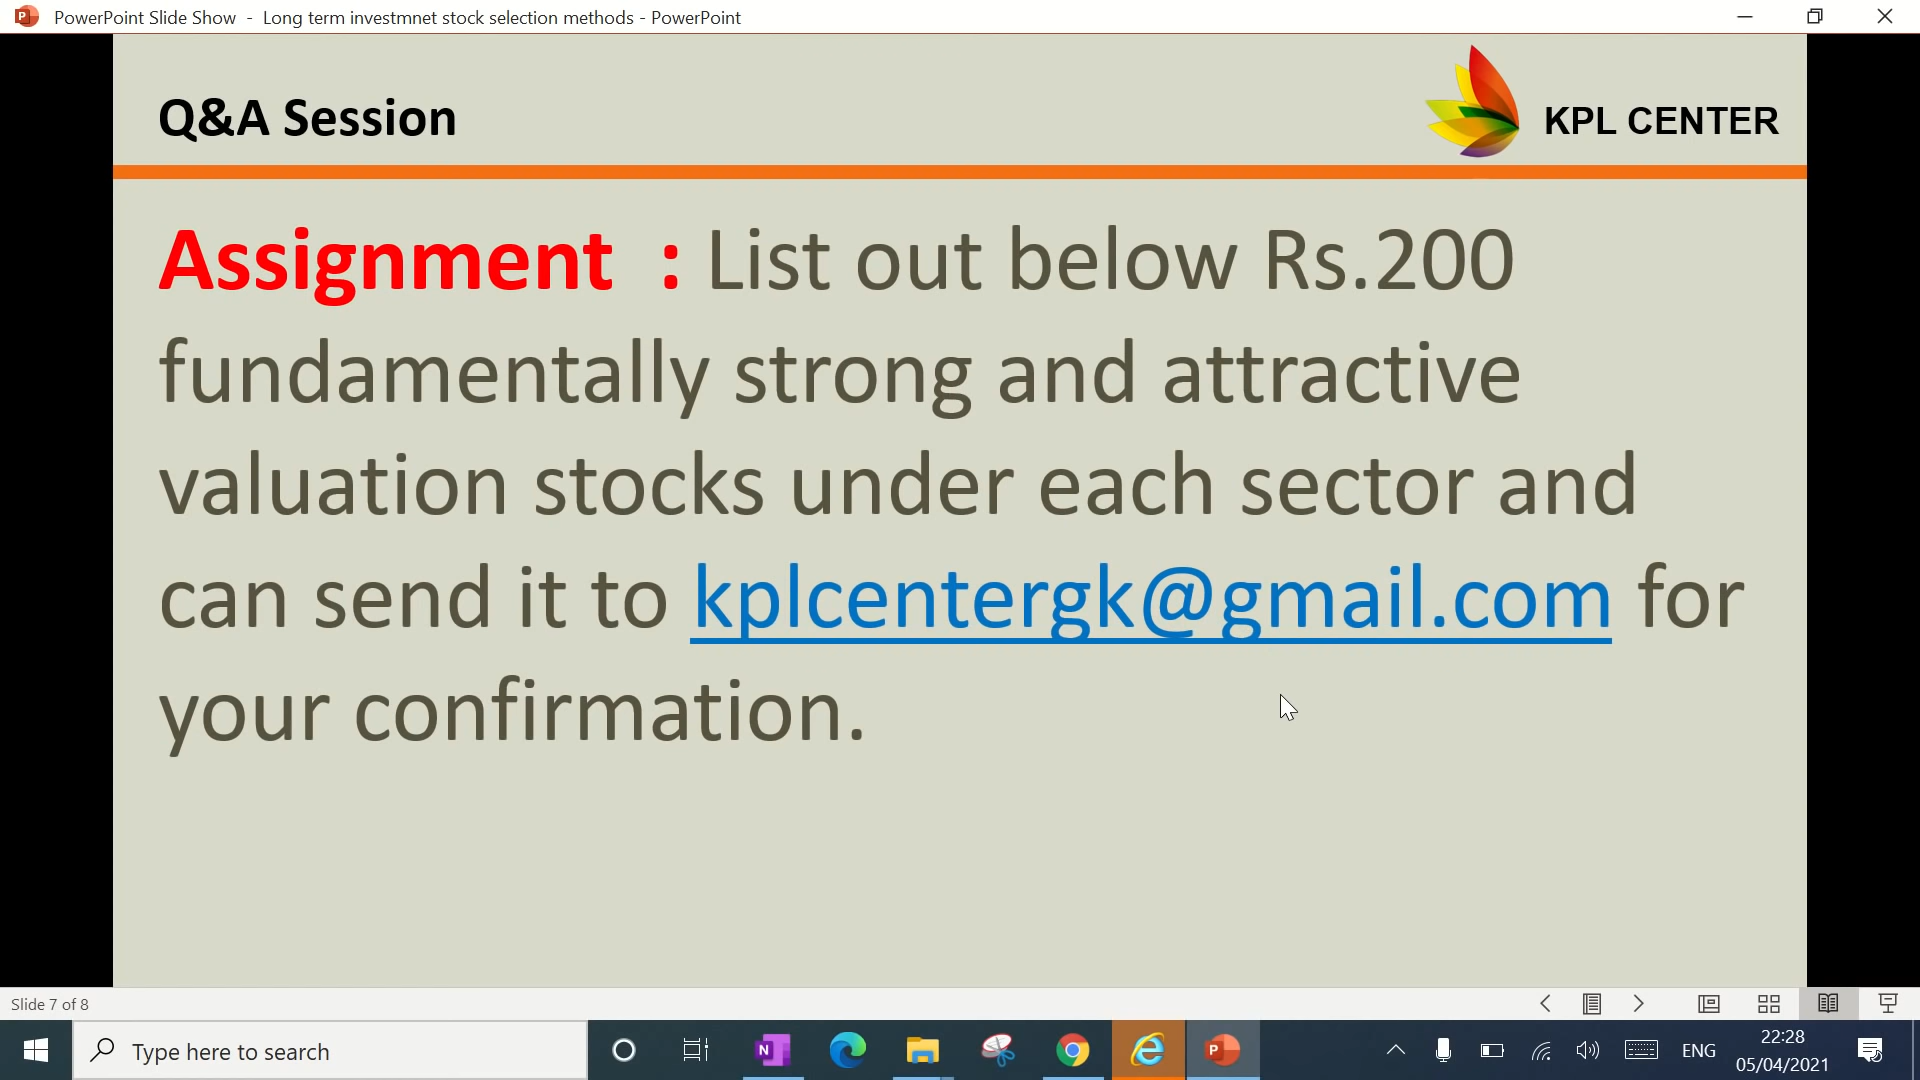 PowerPoint Slide Show - Long term investmnet stock selection methods - PowerPoint
Q&A Session
KPL CENTER
Assignment : List out below Rs.200
fundamentally strong and attractive
valuation stocks under each sector and
can send it to kplcentergk@gmail.com for
your confirmation.
Slide 7 of 8
Type here to search
ENG
22:28
05/04/2021